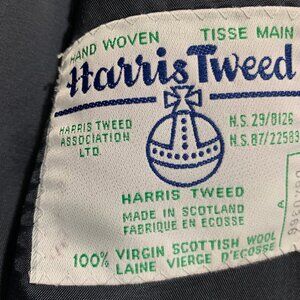 HAND WOVEN TISSE MAIN
Harris Tweed
HARRIS TWEED
ASSOCIATION
LTD.
N.S. 29/8126
N.S. 87/22583
HARRIS TWEED
MADE IN SCOTLAND
FABRIQUE EN ECOSSE
100% VIRGIN SCOTTISH WOOL
LAINE VIERGE D'ECOSSE
A